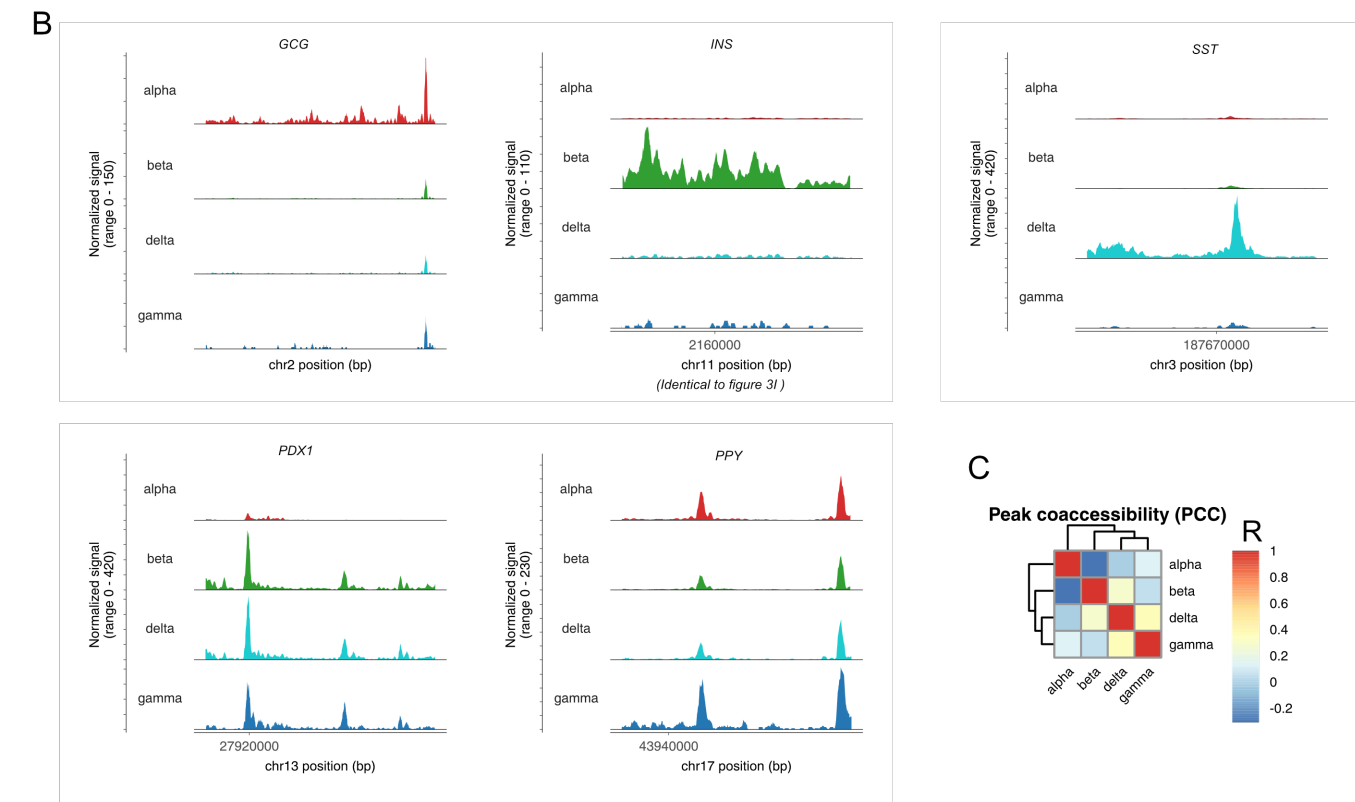 B
GCG
Normalized signal
(range 0 - 150)
alpha
beta
delta
gamma
chr2 position (bp)
INS
Normalized signal
(range 0 - 110)
alpha
beta
delta
gamma
2160000
chr11 position (bp)
(Identical to figure 3I )
SST
Normalized signal
(range 0 - 420)
alpha
beta
delta
gamma
187670000
chr3 position (bp)
PDX1
Normalized signal
(range 0 - 420)
alpha
beta
delta
gamma
27920000
chr13 position (bp)
PPY
Normalized signal
(range 0 - 230)
alpha
beta
delta
gamma
43940000
chr17 position (bp)
C
Peak coaccessibility (PCC)
R
alpha
beta
delta
gamma
alpha
beta
delta
gamma
1
0.8
0.6
0.4
0.2
0
-0.2